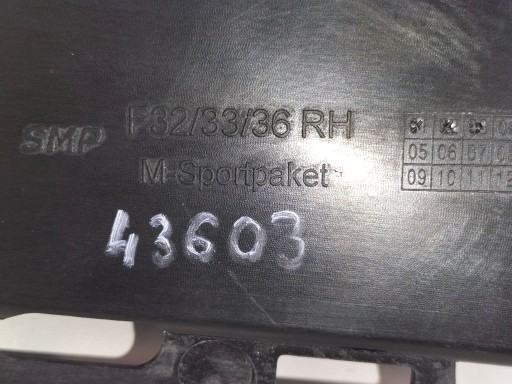 SMP F32/33/36 RH
M-Sportpaket
05 06 07
09 10 11 12
43603